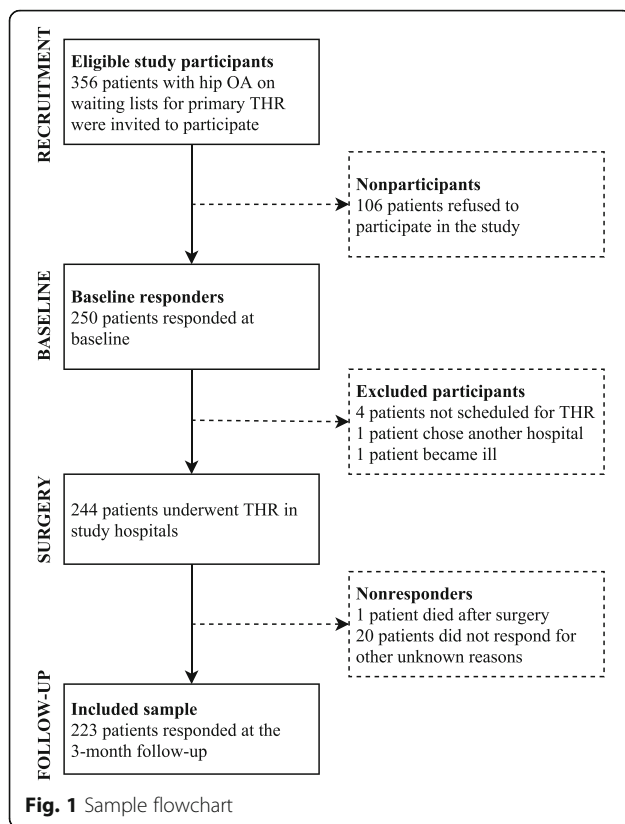 RECRUITMENT
Eligible study participants
356 patients with hip OA on
waiting lists for primary THR
were invited to participate
Nonparticipants
106 patients refused to
participate in the study
BASELINE
Baseline responders
250 patients responded at
baseline
Excluded participants
4 patients not scheduled for THR
1 patient chose another hospital
1 patient became ill
SURGERY
244 patients underwent THR in
study hospitals
Nonresponders
1 patient died after surgery
20 patients did not respond for
other unknown reasons
FOLLOW-UP
Included sample
223 patients responded at the
3-month follow-up
Fig. 1 Sample flowchart